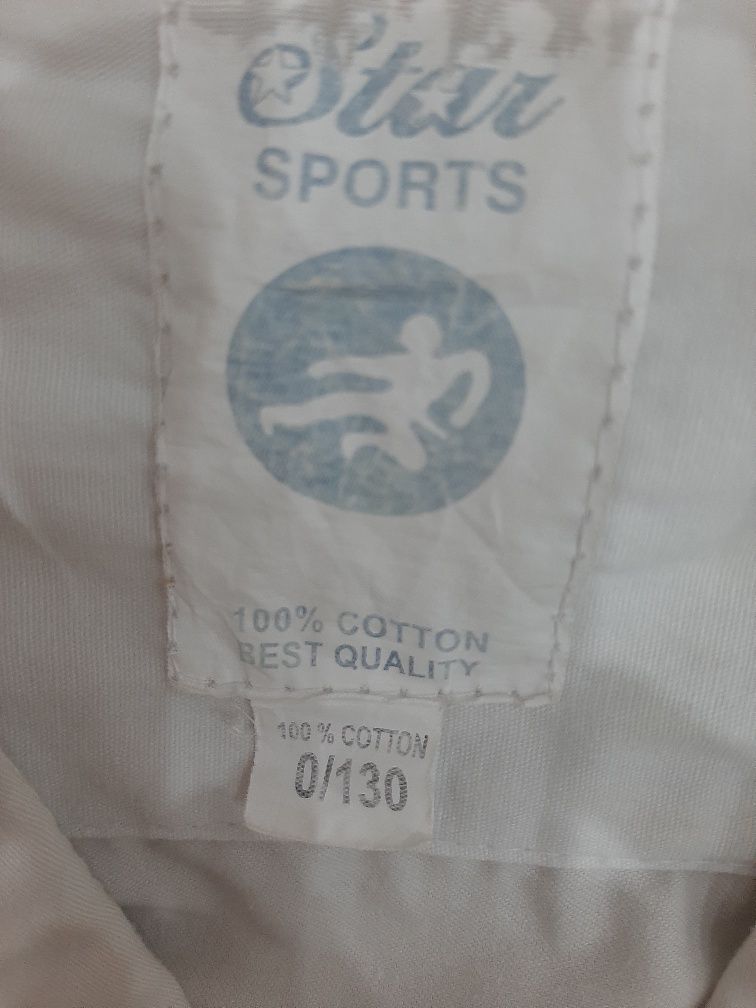 Star
SPORTS
100% COTTON
BEST QUALITY
100 % COTTON
0/130